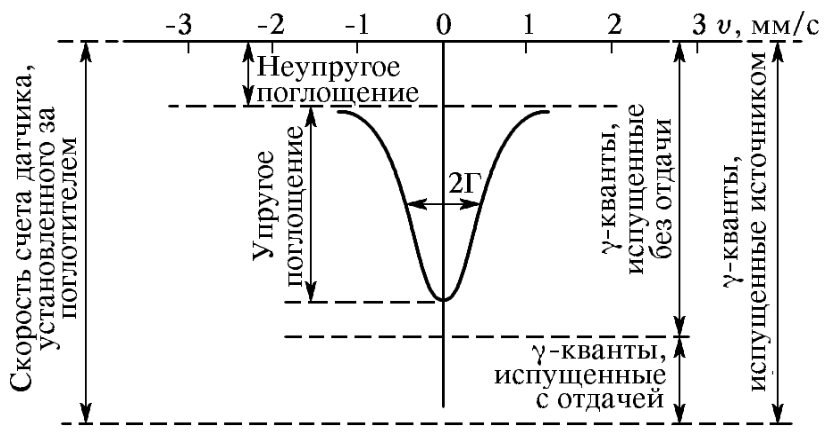 -3 -2 -1 0 1 2 3 υ, мм/с
Неупругое
поглощение
Упругое
поглощение
2Г
Скорость счета датчика,
установленного за
поглотителем
γ-кванты,
испущенные
без отдачи
γ-кванты,
испущенные источником
γ-кванты,
испущенные
с отдачей